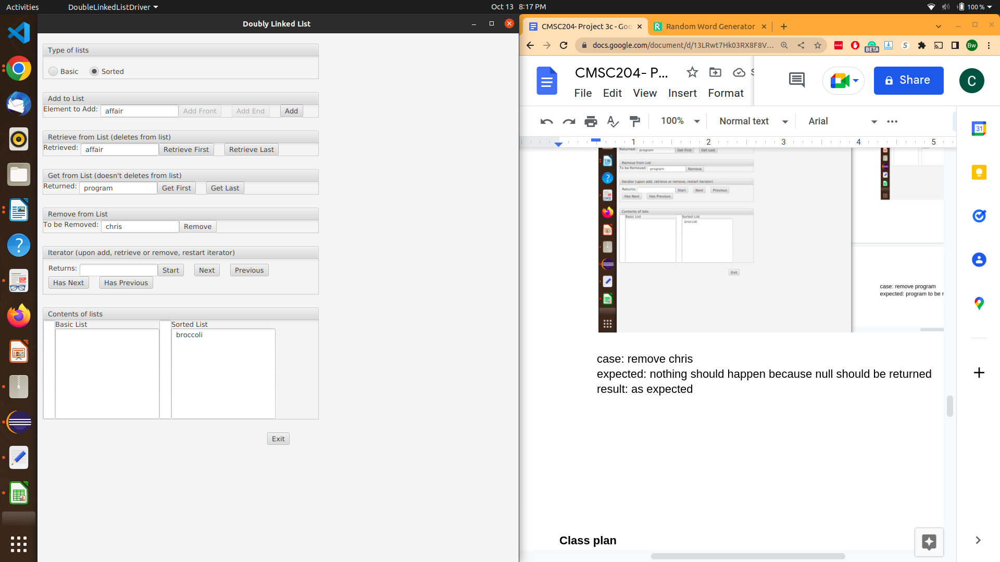 Activities
DoubleLinkedListDriver
Oct 13 8:17 PM
100 %
Doubly Linked List
Type of lists
Basic
Sorted
Add to List
Element to Add: affair Add Front Add End Add
Retrieve from List (deletes from list)
Retrieved: affair Retrieve First Retrieve Last
Get from List (doesn't deletes from list)
Returned: program Get First Get Last
Remove from List
To be Removed: chris Remove
Iterator (upon add, retrieve or remove, restart iterator)
Returns: Start Next Previous
Has Next Has Previous
Contents of lists
Basic List Sorted List
broccoli
Exit
CMSC204- Project 3c - Goo
Random Word Generator
docs.google.com/document/d/13LRwt7Hk03RX8F8V...
BETA
Bw
CMSC204- P...
Share
C
File Edit View Insert Format
100% Normal text Arial
31
1 2 3 4 5
Returned: program Get First Get Last
Remove from List
To be Removed: program Remove
Iterator (upon add, retrieve or remove, restart iterator)
Returns: Start Next Previous
Has Next Has Previous
Contents of lists
Basic List Sorted List
broccoli
Exit
case: remove program
expected: program to be r
case: remove chris
expected: nothing should happen because null should be returned
result: as expected
Class plan